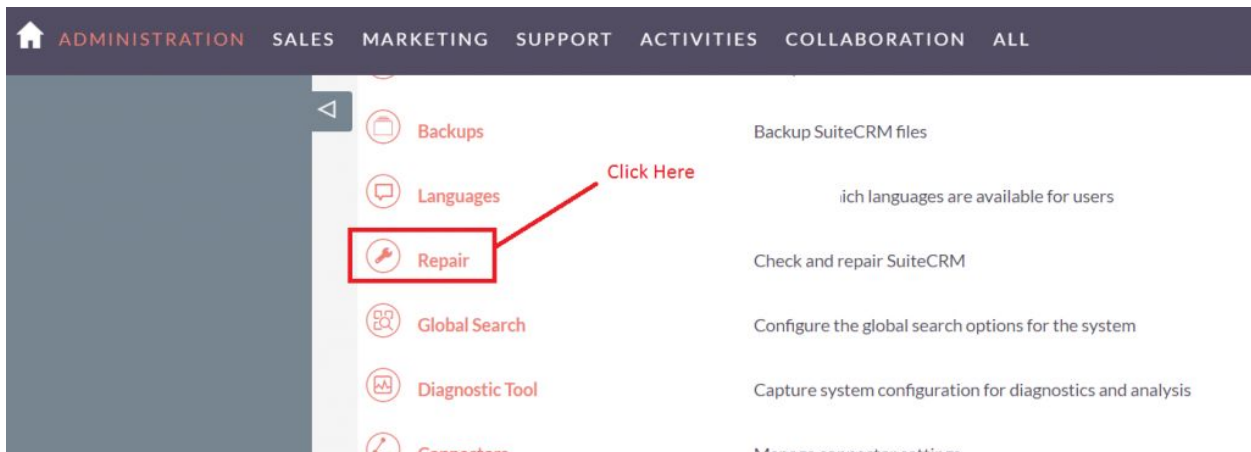 ADMINISTRATION SALES MARKETING SUPPORT ACTIVITIES COLLABORATION ALL
Backups Backup SuiteCRM files
Click Here
Languages languages are available for users
Repair Check and repair SuiteCRM
Global Search Configure the global search options for the system
Diagnostic Tool Capture system configuration for diagnostics and analysis